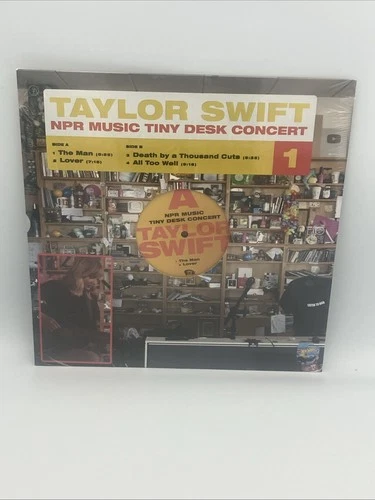 TAYLOR SWIFT
NPR MUSIC TINY DESK CONCERT
SIDE A
The Man
Lover
SIDE B
Death by a Thousand Cuts
All Too Well
1
A
NPR MUSIC
TINY DESK CONCERT
TAYLOR
SWIFT
The Man
Lover